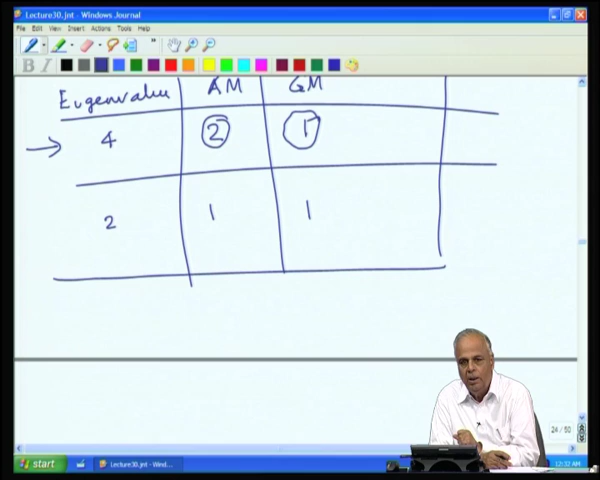 Lecture30.jnt - Windows Journal
File Edit View Insert Actions Tools Help
B I
Eigenvalue AM GM
4 2 1
2 1 1
24 / 50
start Lecture30.jnt - Wind...
12:32 AM